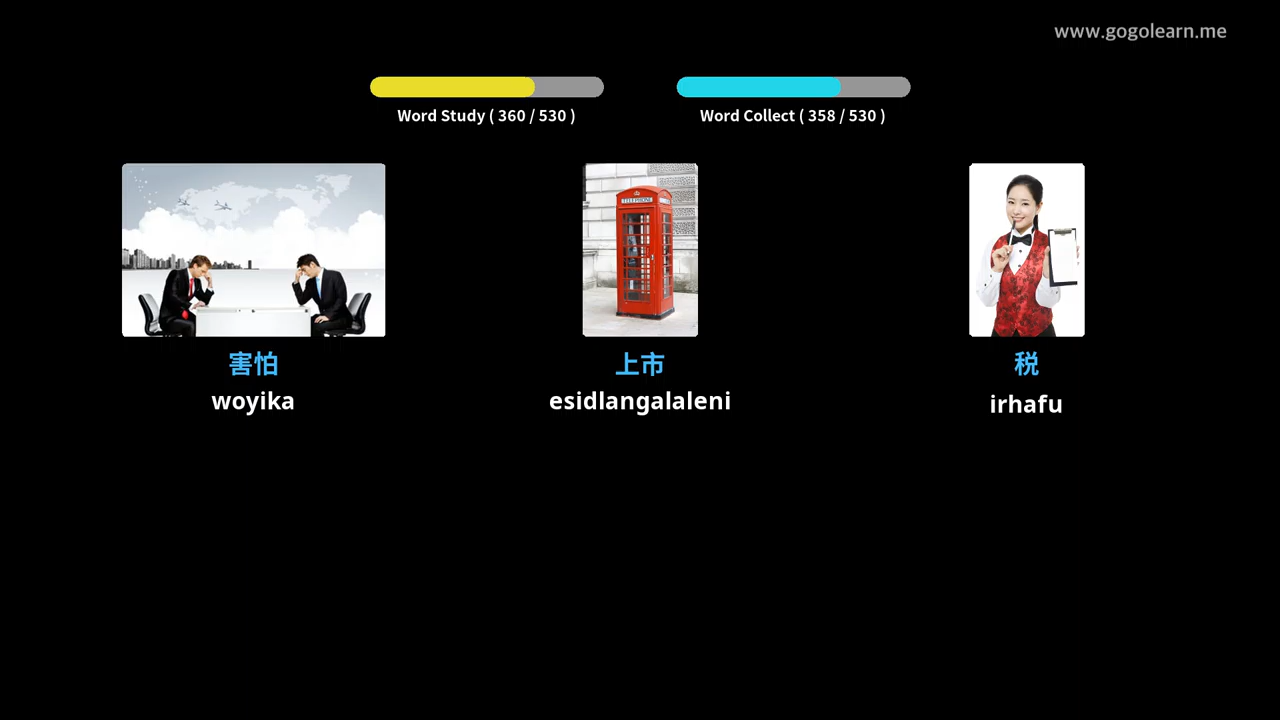 www.gogolearn.me
Word Study ( 360 / 530 )
Word Collect ( 358 / 530 )
TELEPHONE
害怕
上市
税
woyika
esidlangalaleni
irhafu